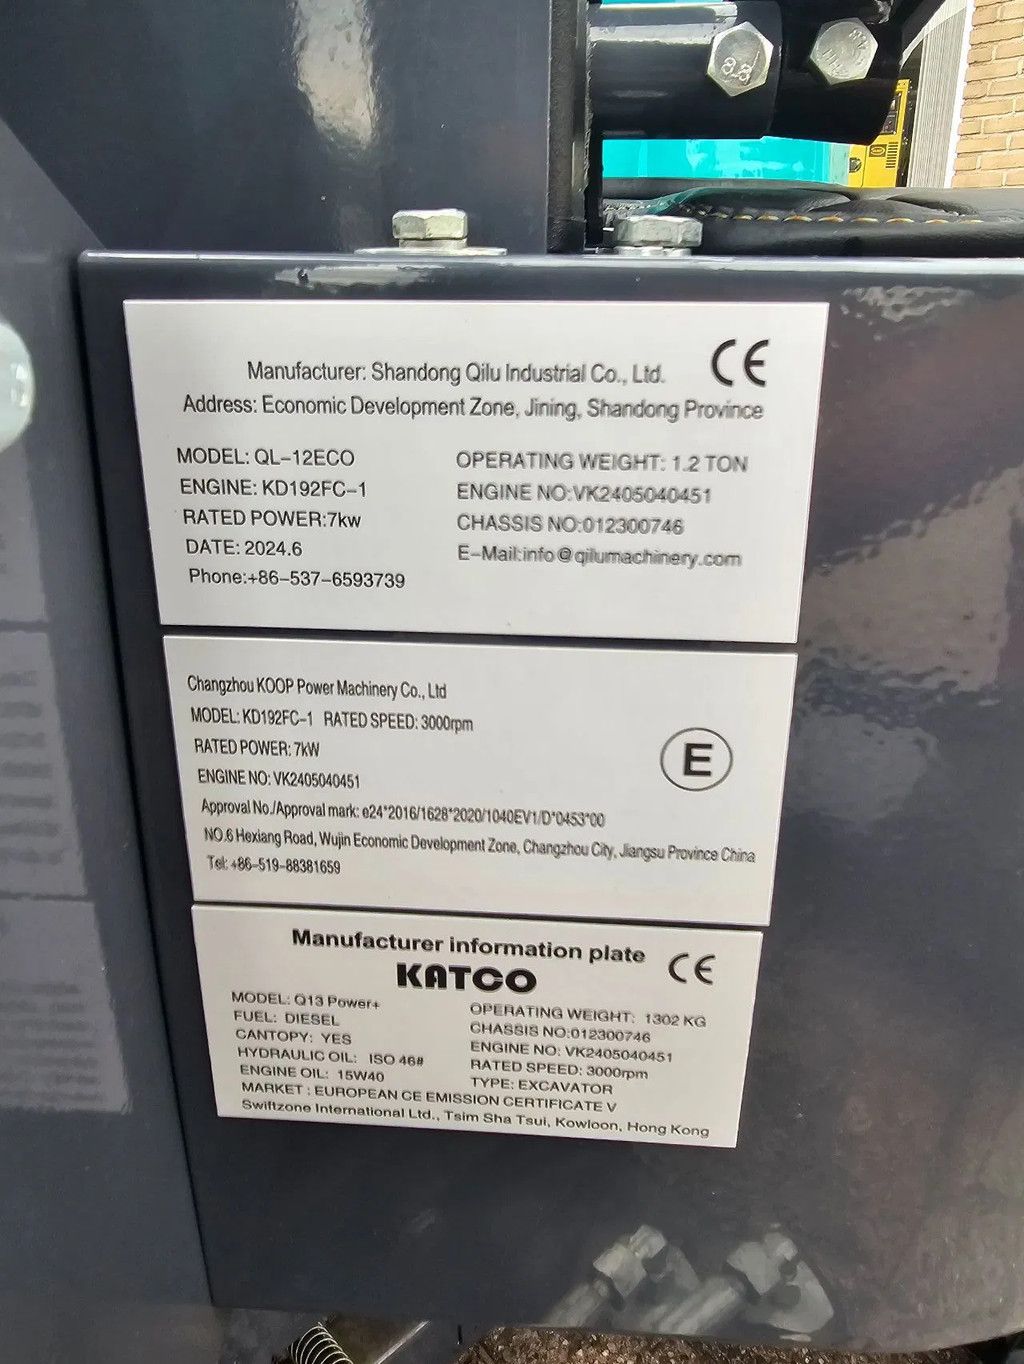 8.8
CE
Manufacturer: Shandong Qilu Industrial Co., Ltd.
Address: Economic Development Zone, Jining, Shandong Province
MODEL: QL-12ECO
OPERATING WEIGHT: 1.2 TON
ENGINE: KD192FC-1
ENGINE NO:VK2405040451
RATED POWER:7kw
CHASSIS NO:012300746
DATE: 2024.6
E-Mail:info@qilumachinery.com
Phone:+86-537-6593739
Changzhou KOOP Power Machinery Co., Ltd
MODEL: KD192FC-1 RATED SPEED: 3000rpm
RATED POWER: 7kW
E
ENGINE NO: VK2405040451
Approval No./Approval mark: e24*2016/1628*2020/1040EV1/D*0453*00
NO.6 Hexiang Road, Wujin Economic Development Zone, Changzhou City, Jiangsu Province China
Tel: +86-519-88381659
Manufacturer information plate
CE
KATCO
MODEL: Q13 Power+
OPERATING WEIGHT: 1302 KG
FUEL: DIESEL
CHASSIS NO:012300746
CANTOPY: YES
ENGINE NO: VK2405040451
HYDRAULIC OIL: ISO 46#
RATED SPEED: 3000rpm
ENGINE OIL: 15W40
TYPE: EXCAVATOR
MARKET : EUROPEAN CE EMISSION CERTIFICATE V
Swiftzone International Ltd., Tsim Sha Tsui, Kowloon, Hong Kong